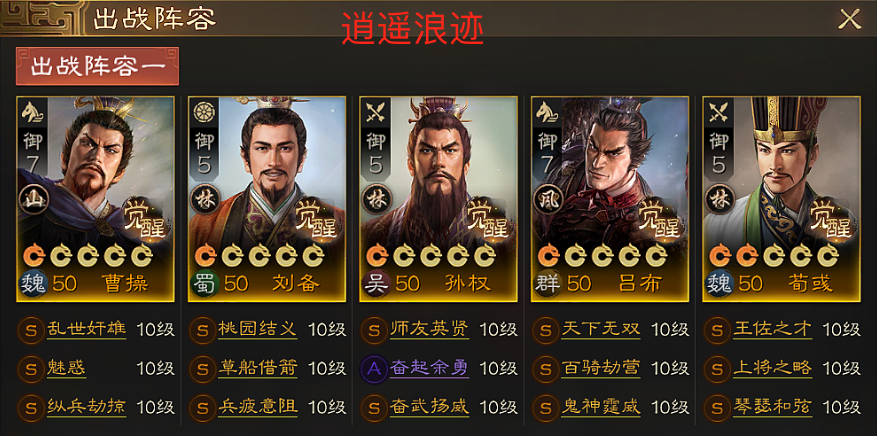 出战阵容
逍遥浪迹
出战阵容一
御7
山
觉醒
魏 50 曹操
S 乱世奸雄 10级
S 魅惑 10级
S 纵兵劫掠 10级
御5
林
觉醒
蜀 50 刘备
S 桃园结义 10级
S 草船借箭 10级
S 兵疲意阻 10级
御5
林
吴 50 孙权
S 师友英贤 10级
A 奋起余勇 10级
S 奋武扬威 10级
御7
风
觉醒
群 50 吕布
S 天下无双 10级
S 百骑劫营 10级
S 鬼神霆威 10级
御5
林
觉醒
魏 50 荀彧
S 王佐之才 10级
S 上将之略 10级
S 琴瑟和弦 10级